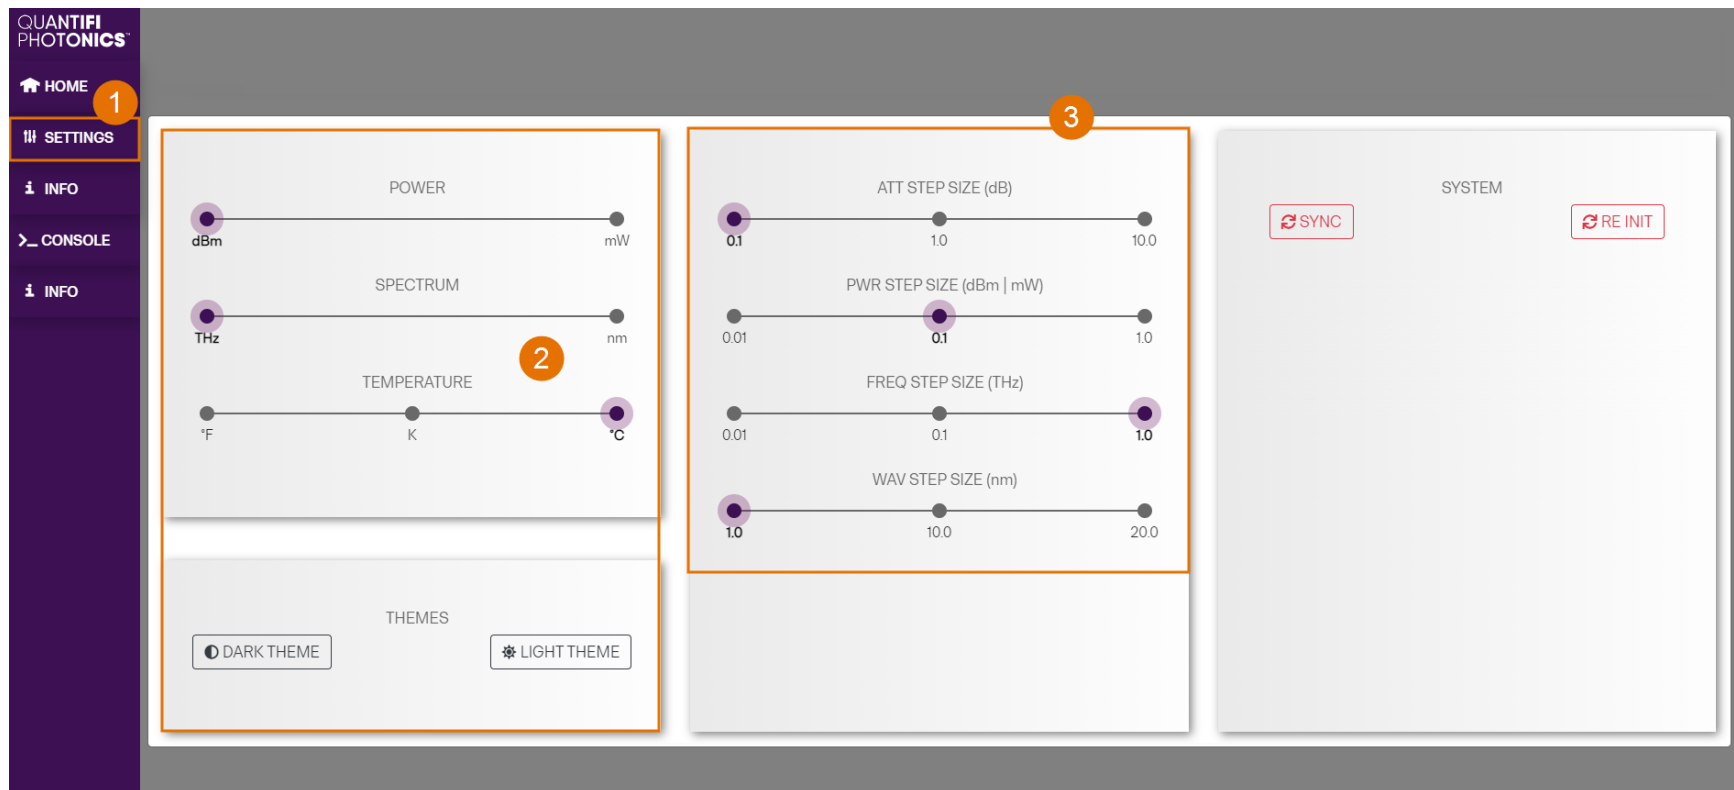 QUANTIFI
PHOTONICS™
HOME
1
SETTINGS
INFO
>_ CONSOLE
INFO
POWER
dBm mW
SPECTRUM
THz nm
2
TEMPERATURE
°F K °C
THEMES
DARK THEME LIGHT THEME
3
ATT STEP SIZE (dB)
0.1 1.0 10.0
PWR STEP SIZE (dBm | mW)
0.01 0.1 1.0
FREQ STEP SIZE (THz)
0.01 0.1 1.0
WAV STEP SIZE (nm)
1.0 10.0 20.0
SYSTEM
SYNC RE INIT